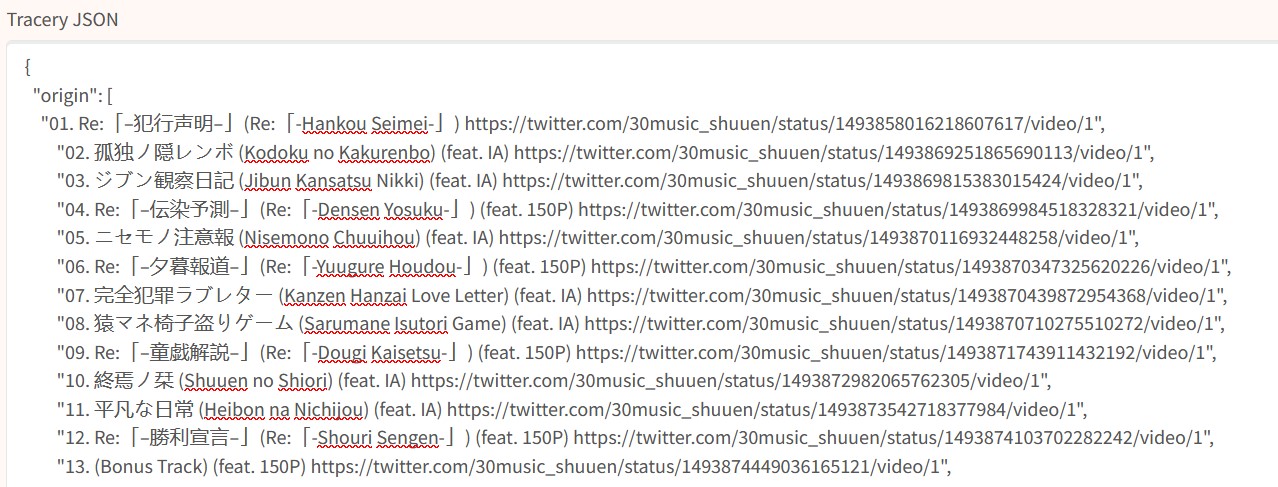 Tracery JSON
{
"origin": [
"01. Re:「–犯行声明–」(Re:「-Hankou Seimei-」) https://twitter.com/30music_shuuen/status/1493858016218607617/video/1",
"02. 孤独ノ隠レンボ (Kodoku no Kakurenbo) (feat. IA) https://twitter.com/30music_shuuen/status/1493869251865690113/video/1",
"03. ジブン観察日記 (Jibun Kansatsu Nikki) (feat. IA) https://twitter.com/30music_shuuen/status/1493869815383015424/video/1",
"04. Re:「–伝染予測–」(Re:「-Densen Yosuku-」) (feat. 150P) https://twitter.com/30music_shuuen/status/1493869984518328321/video/1",
"05. ニセモノ注意報 (Nisemono Chuuihou) (feat. IA) https://twitter.com/30music_shuuen/status/1493870116932448258/video/1",
"06. Re:「–夕暮報道–」(Re:「-Yuugure Houdou-」) (feat. 150P) https://twitter.com/30music_shuuen/status/1493870347325620226/video/1",
"07. 完全犯罪ラブレター (Kanzen Hanzai Love Letter) (feat. IA) https://twitter.com/30music_shuuen/status/1493870439872954368/video/1",
"08. 猿マネ椅子盗りゲーム (Sarumane Isutori Game) (feat. IA) https://twitter.com/30music_shuuen/status/1493870710275510272/video/1",
"09. Re:「–童戯解説–」(Re:「-Dougi Kaisetsu-」) (feat. 150P) https://twitter.com/30music_shuuen/status/1493871743911432192/video/1",
"10. 終焉ノ栞 (Shuuen no Shiori) (feat. IA) https://twitter.com/30music_shuuen/status/1493872982065762305/video/1",
"11. 平凡な日常 (Heibon na Nichijou) (feat. IA) https://twitter.com/30music_shuuen/status/1493873542718377984/video/1",
"12. Re:「–勝利宣言–」(Re:「-Shouri Sengen-」) (feat. 150P) https://twitter.com/30music_shuuen/status/1493874103702282242/video/1",
"13. (Bonus Track) (feat. 150P) https://twitter.com/30music_shuuen/status/1493874449036165121/video/1",